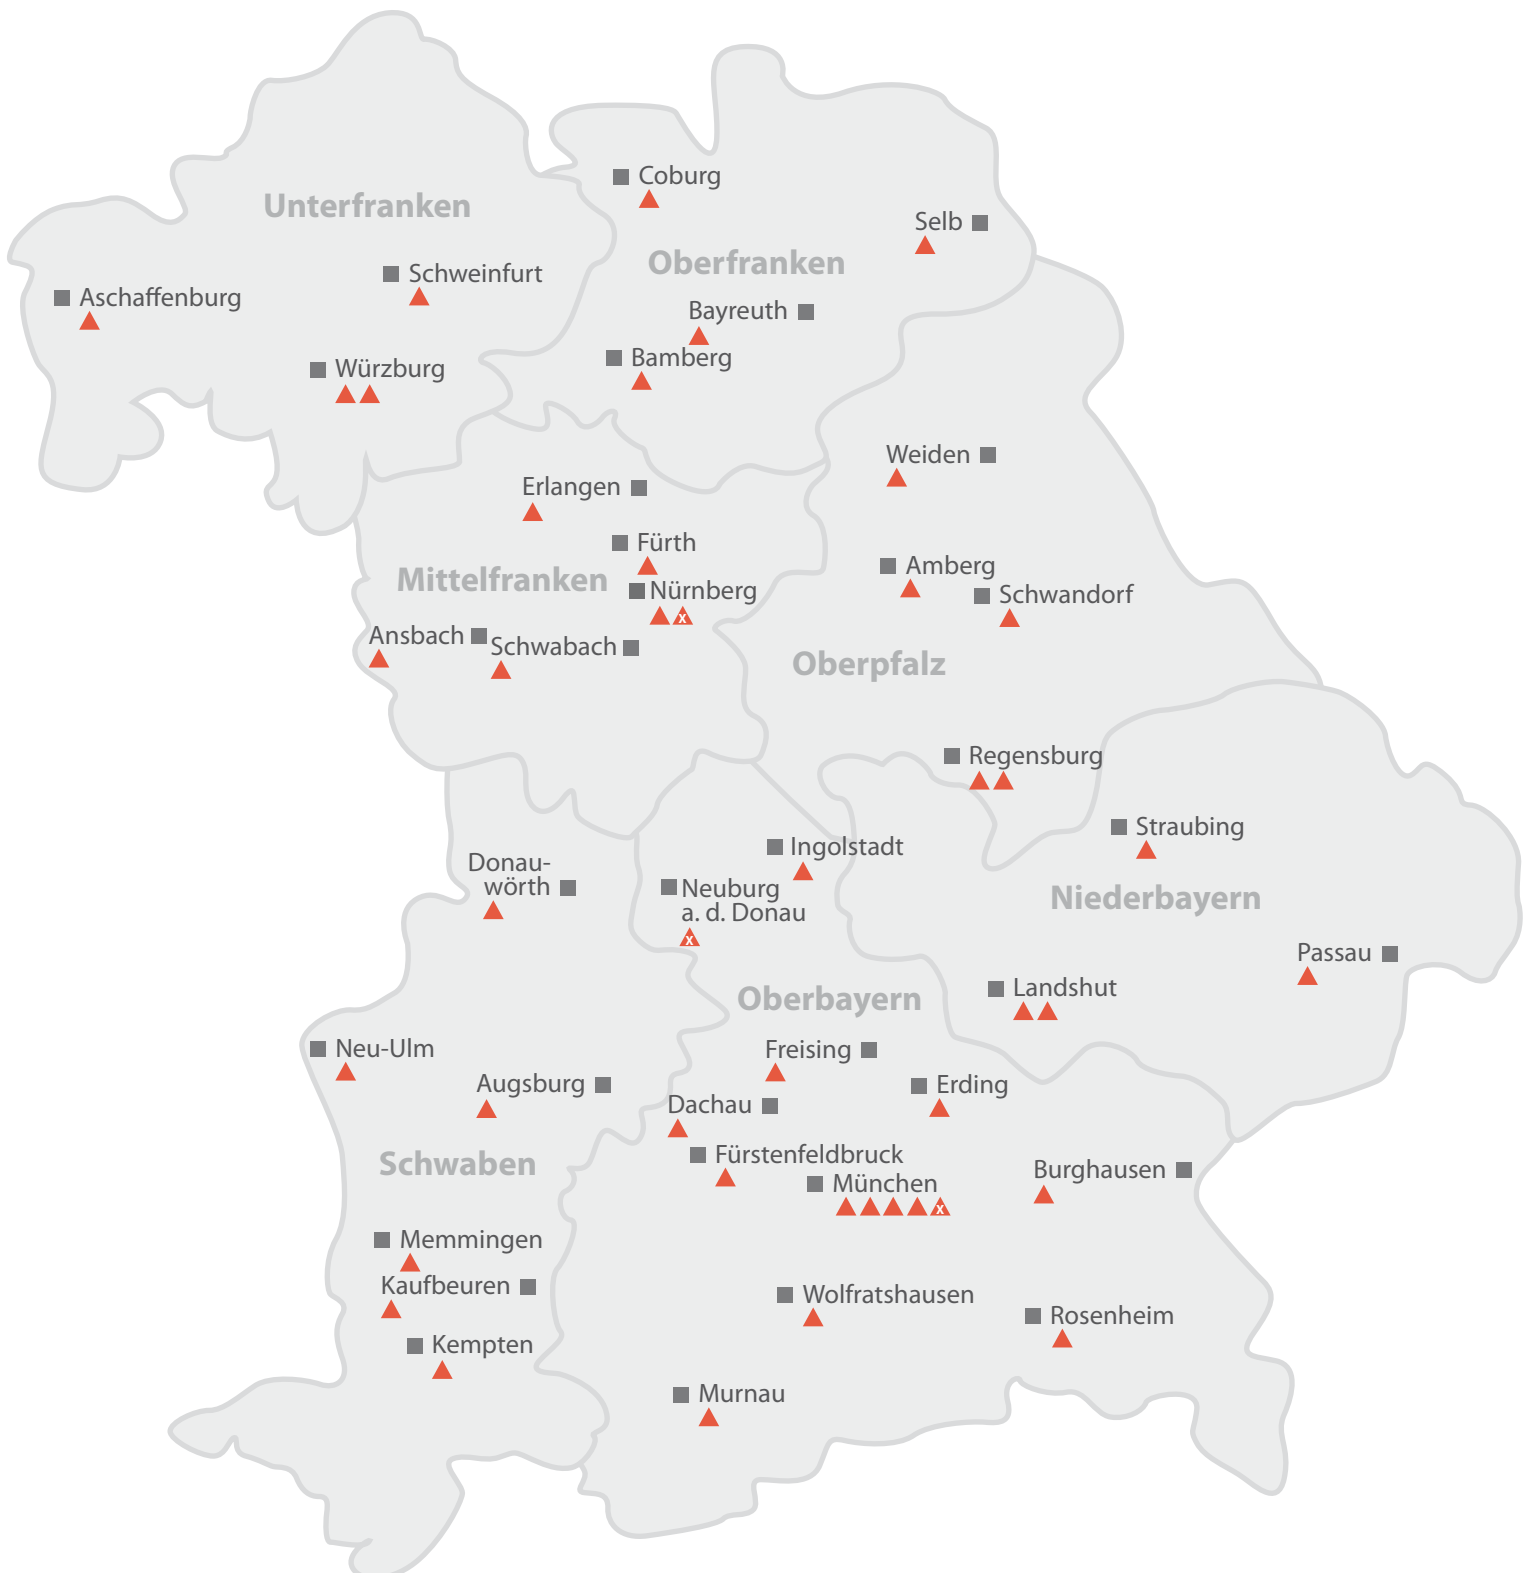 Coburg
Unterfranken
Selb
Oberfranken
Schweinfurt
Aschaffenburg
Bayreuth
Bamberg
Würzburg
Weiden
Erlangen
Fürth
Amberg
Mittelfranken
Nürnberg
x
Schwandorf
Ansbach
Schwabach
Oberpfalz
Regensburg
Straubing
Ingolstadt
Donau-
wörth
Neuburg
a. d. Donau
x
Niederbayern
Passau
Landshut
Oberbayern
Neu-Ulm
Freising
Augsburg
Erding
Dachau
Fürstenfeldbruck
Schwaben
Burghausen
München
x
Memmingen
Kaufbeuren
Wolfratshausen
Rosenheim
Kempten
Murnau